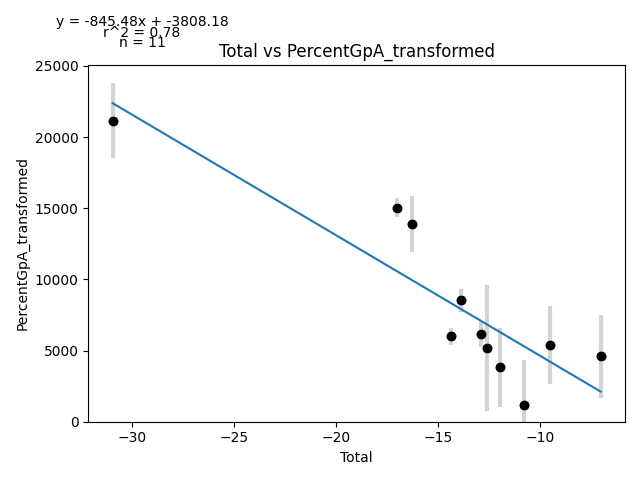 y = -845.48x + -3808.18
r^2 = 0.78
n = 11
Total vs PercentGpA_transformed
PercentGpA_transformed
25000
20000
15000
10000
5000
0
−30
−25
−20
−15
−10
Total